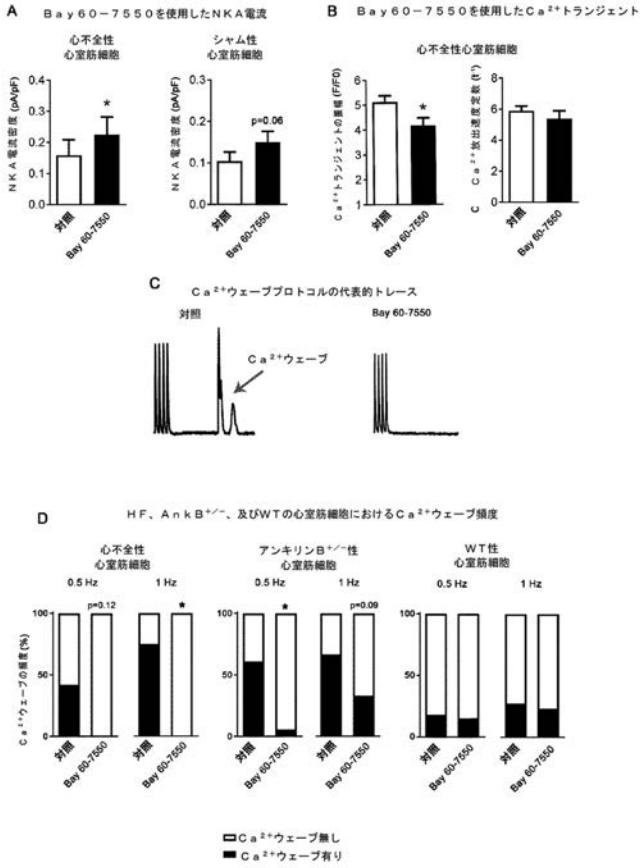 A Bay60-7550を使用したNKA電流
心不全性
心室筋細胞
シャム性
心室筋細胞
NKA電流密度 (pA/pF)
0.4
0.3
0.2
0.1
0.0
*
対照
Bay 60-7550
NKA電流密度 (pA/pF)
0.3
0.2
0.1
0.0
p=0.06
対照
Bay 60-7550
B Bay60-7550を使用したCa²⁺トランジェント
心不全性心室筋細胞
Ca²⁺トランジェントの振幅 (F/F0)
6
5
4
3
2
1
0
*
対照
Bay 60-7550
C Ca²⁺放出速度定数 (t⁻¹)
8
6
4
2
0
対照
Bay 60-7550
C Ca²⁺ウェーブプロトコルの代表的トレース
対照
Bay 60-7550
Ca²⁺ウェーブ
D HF、AnkB⁺/⁻、及びWTの心室筋細胞におけるCa²⁺ウェーブ頻度
心不全性
心室筋細胞
0.5 Hz 1 Hz
Ca²⁺ウェーブの頻度(%)
100
50
0
p=0.12
*
対照
Bay 60-7550
対照
Bay 60-7550
アンキリンB⁺/⁻性
心室筋細胞
0.5 Hz 1 Hz
100
50
0
*
p=0.09
対照
Bay 60-7550
対照
Bay 60-7550
WT性
心室筋細胞
0.5 Hz 1 Hz
100
50
0
対照
Bay 60-7550
対照
Bay 60-7550
Ca²⁺ウェーブ無し
Ca²⁺ウェーブ有り